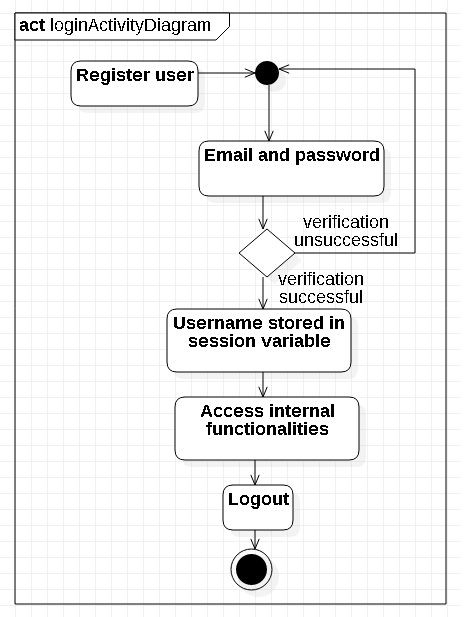 act loginActivityDiagram
Register user
Email and password
verification
unsuccessful
verification
successful
Username stored in
session variable
Access internal
functionalities
Logout